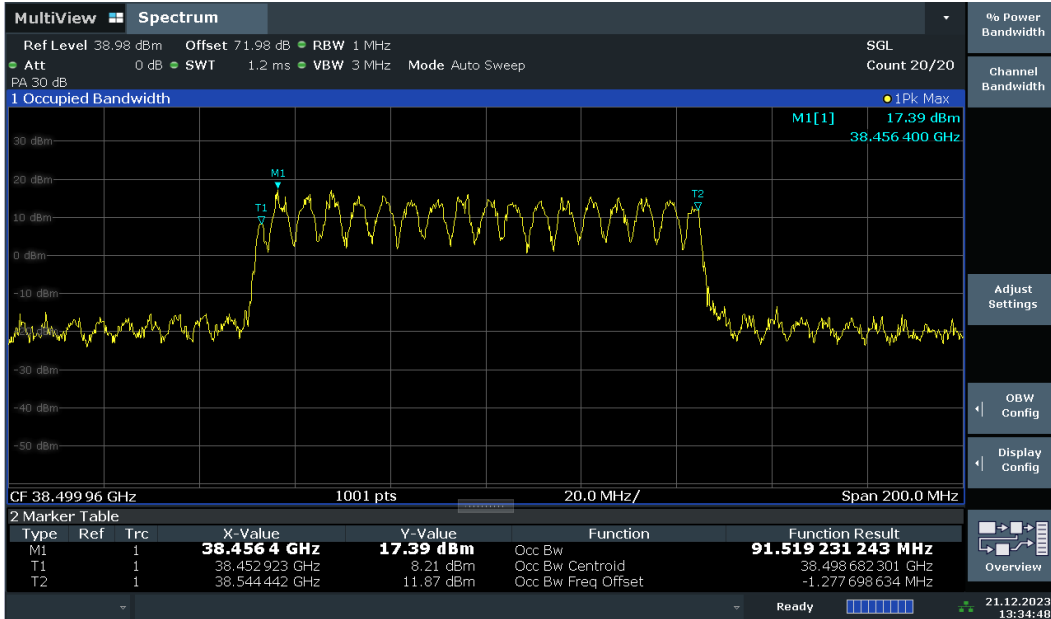 MultiView Spectrum
Ref Level 38.98 dBm Offset 71.98 dB RBW 1 MHz SGL
Att 0 dB SWT 1.2 ms VBW 3 MHz Mode Auto Sweep Count 20/20
PA 30 dB
1 Occupied Bandwidth 1Pk Max
M1[1] 17.39 dBm
38.456 400 GHz
30 dBm
M1
20 dBm
T1
T2
10 dBm
0 dBm
-10 dBm
-30 dBm
-40 dBm
-50 dBm
CF 38.499 96 GHz 1001 pts 20.0 MHz/ Span 200.0 MHz
2 Marker Table
Type Ref Trc X-Value Y-Value Function Function Result
M1 1 38.456 4 GHz 17.39 dBm Occ Bw 91.519 231 243 MHz
T1 1 38.452 923 GHz 8.21 dBm Occ Bw Centroid 38.498 682 301 GHz
T2 1 38.544 442 GHz 11.87 dBm Occ Bw Freq Offset -1.277 698 634 MHz
Ready 21.12.2023
13:34:48
% Power
Bandwidth
Channel
Bandwidth
Adjust
Settings
OBW
Config
Display
Config
Overview